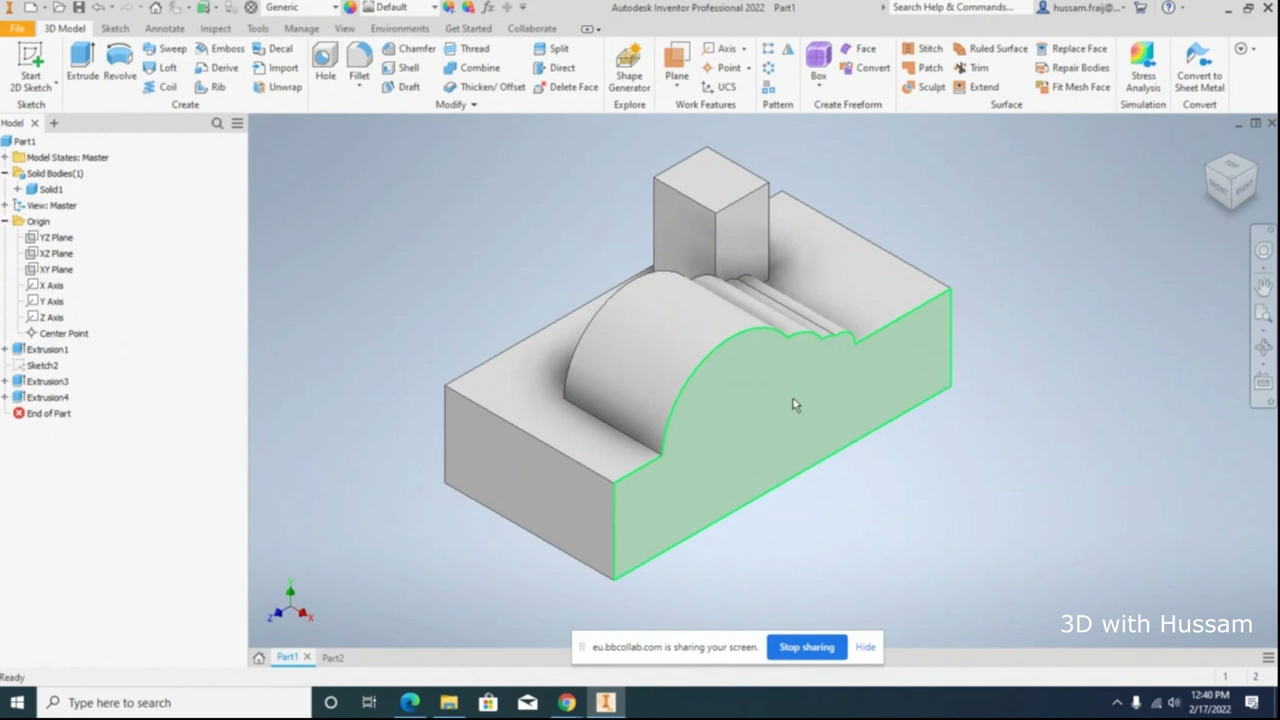 Generic
Default
Autodesk Inventor Professional 2022 Part1
Search Help & Commands...
hussam.fraij@...
File
3D Model
Sketch
Annotate
Inspect
Tools
Manage
View
Environments
Get Started
Collaborate
Start
2D Sketch
Sketch
Extrude
Revolve
Sweep
Emboss
Decal
Loft
Derive
Import
Coil
Rib
Unwrap
Create
Hole
Fillet
Chamfer
Thread
Split
Shell
Combine
Direct
Draft
Thicken/ Offset
Delete Face
Modify
Shape
Generator
Explore
Plane
Axis
Point
UCS
Work Features
Pattern
Box
Face
Convert
Create Freeform
Stitch
Ruled Surface
Replace Face
Patch
Trim
Repair Bodies
Sculpt
Extend
Fit Mesh Face
Surface
Stress
Analysis
Simulation
Convert to
Sheet Metal
Convert
Model
Part1
Model States: Master
Solid Bodies(1)
Solid1
View: Master
Origin
YZ Plane
XZ Plane
XY Plane
X Axis
Y Axis
Z Axis
Center Point
Extrusion1
Sketch2
Extrusion3
Extrusion4
End of Part
TOP
FRONT
RIGHT
Y
Z
X
3D with Hussam
eu.bbcollab.com is sharing your screen.
Stop sharing
Hide
Part1
Part2
Ready
1
2
Type here to search
12:40 PM
2/17/2022